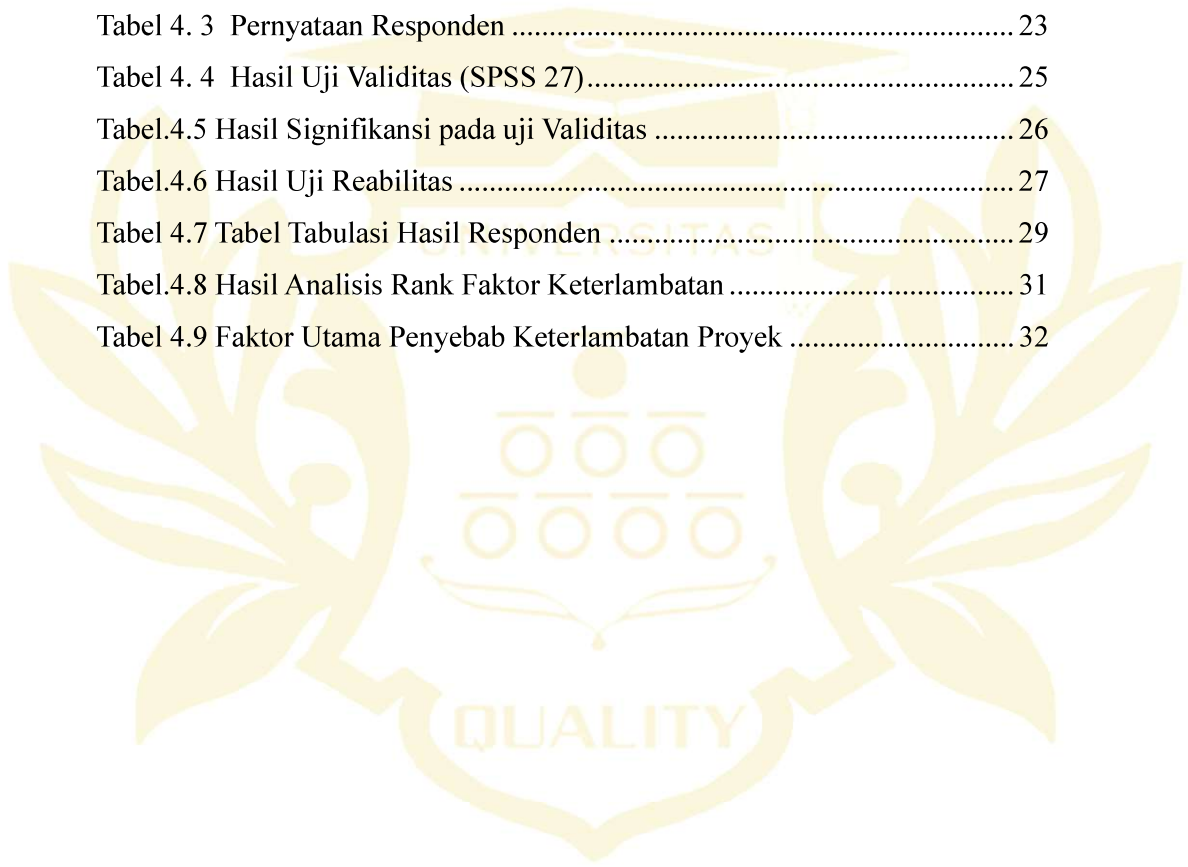 Tabel 4. 3  Pernyataan Responden .................................................................... 23
Tabel 4. 4  Hasil Uji Validitas (SPSS 27).......................................................... 25
Tabel.4.5 Hasil Signifikansi pada uji Validitas ................................................. 26
Tabel.4.6 Hasil Uji Reabilitas ........................................................................... 27
UNIVERSITAS
Tabel 4.7 Tabel Tabulasi Hasil Responden ....................................................... 29
Tabel.4.8 Hasil Analisis Rank Faktor Keterlambatan ...................................... 31
Tabel 4.9 Faktor Utama Penyebab Keterlambatan Proyek .............................. 32
QUALITY